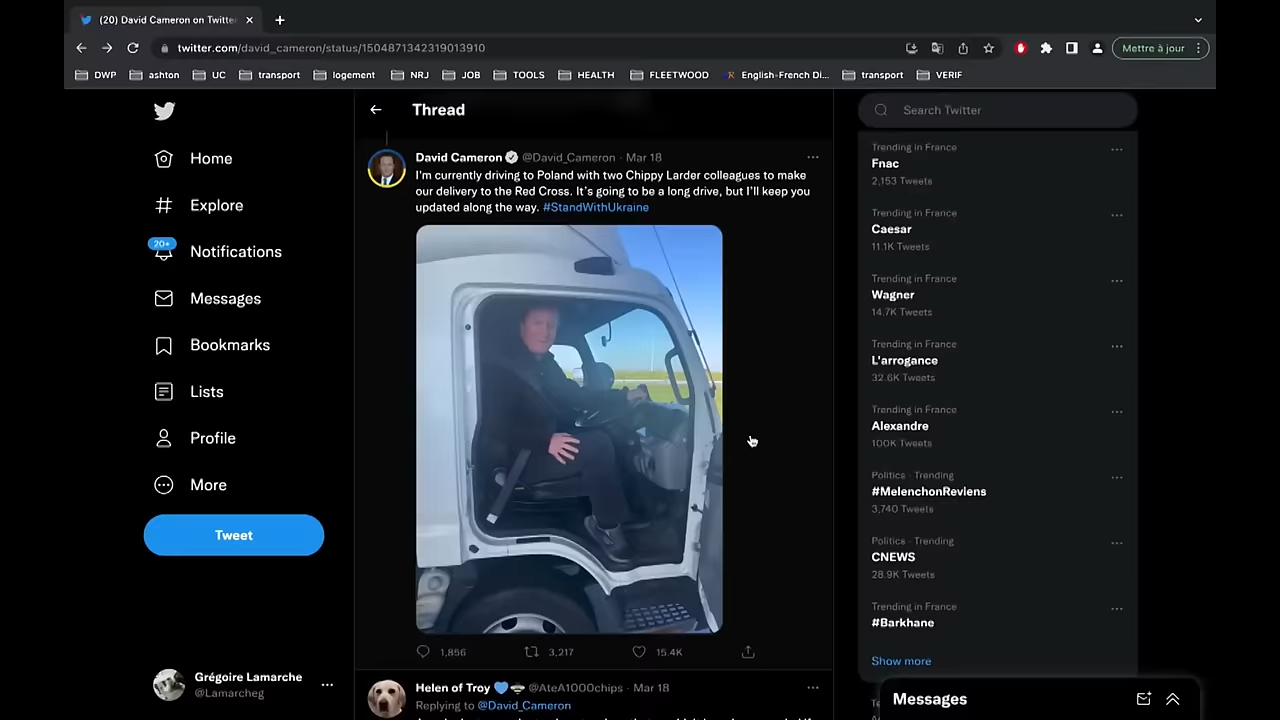 (20) David Cameron on Twitte
twitter.com/david_cameron/status/1504871342319013910
Mettre à jour
DWP
ashton
UC
transport
logement
NRJ
JOB
TOOLS
HEALTH
FLEETWOOD
English-French Di...
transport
VERIF
Home
Explore
20+
Notifications
Messages
Bookmarks
Lists
Profile
More
Tweet
Grégoire Lamarche
@Lamarcheg
Thread
David Cameron @David_Cameron · Mar 18
I'm currently driving to Poland with two Chippy Larder colleagues to make
our delivery to the Red Cross. It's going to be a long drive, but I'll keep you
updated along the way. #StandWithUkraine
1,856
3,217
15.4K
Helen of Troy @AteA1000chips · Mar 18
Replying to @David_Cameron
Search Twitter
Trending in France
Fnac
2,153 Tweets
Trending in France
Caesar
11.1K Tweets
Trending in France
Wagner
14.7K Tweets
Trending in France
L'arrogance
32.6K Tweets
Trending in France
Alexandre
100K Tweets
Politics · Trending
#MelenchonReviens
3,740 Tweets
Politics · Trending
CNEWS
28.9K Tweets
Trending in France
#Barkhane
Show more
Messages